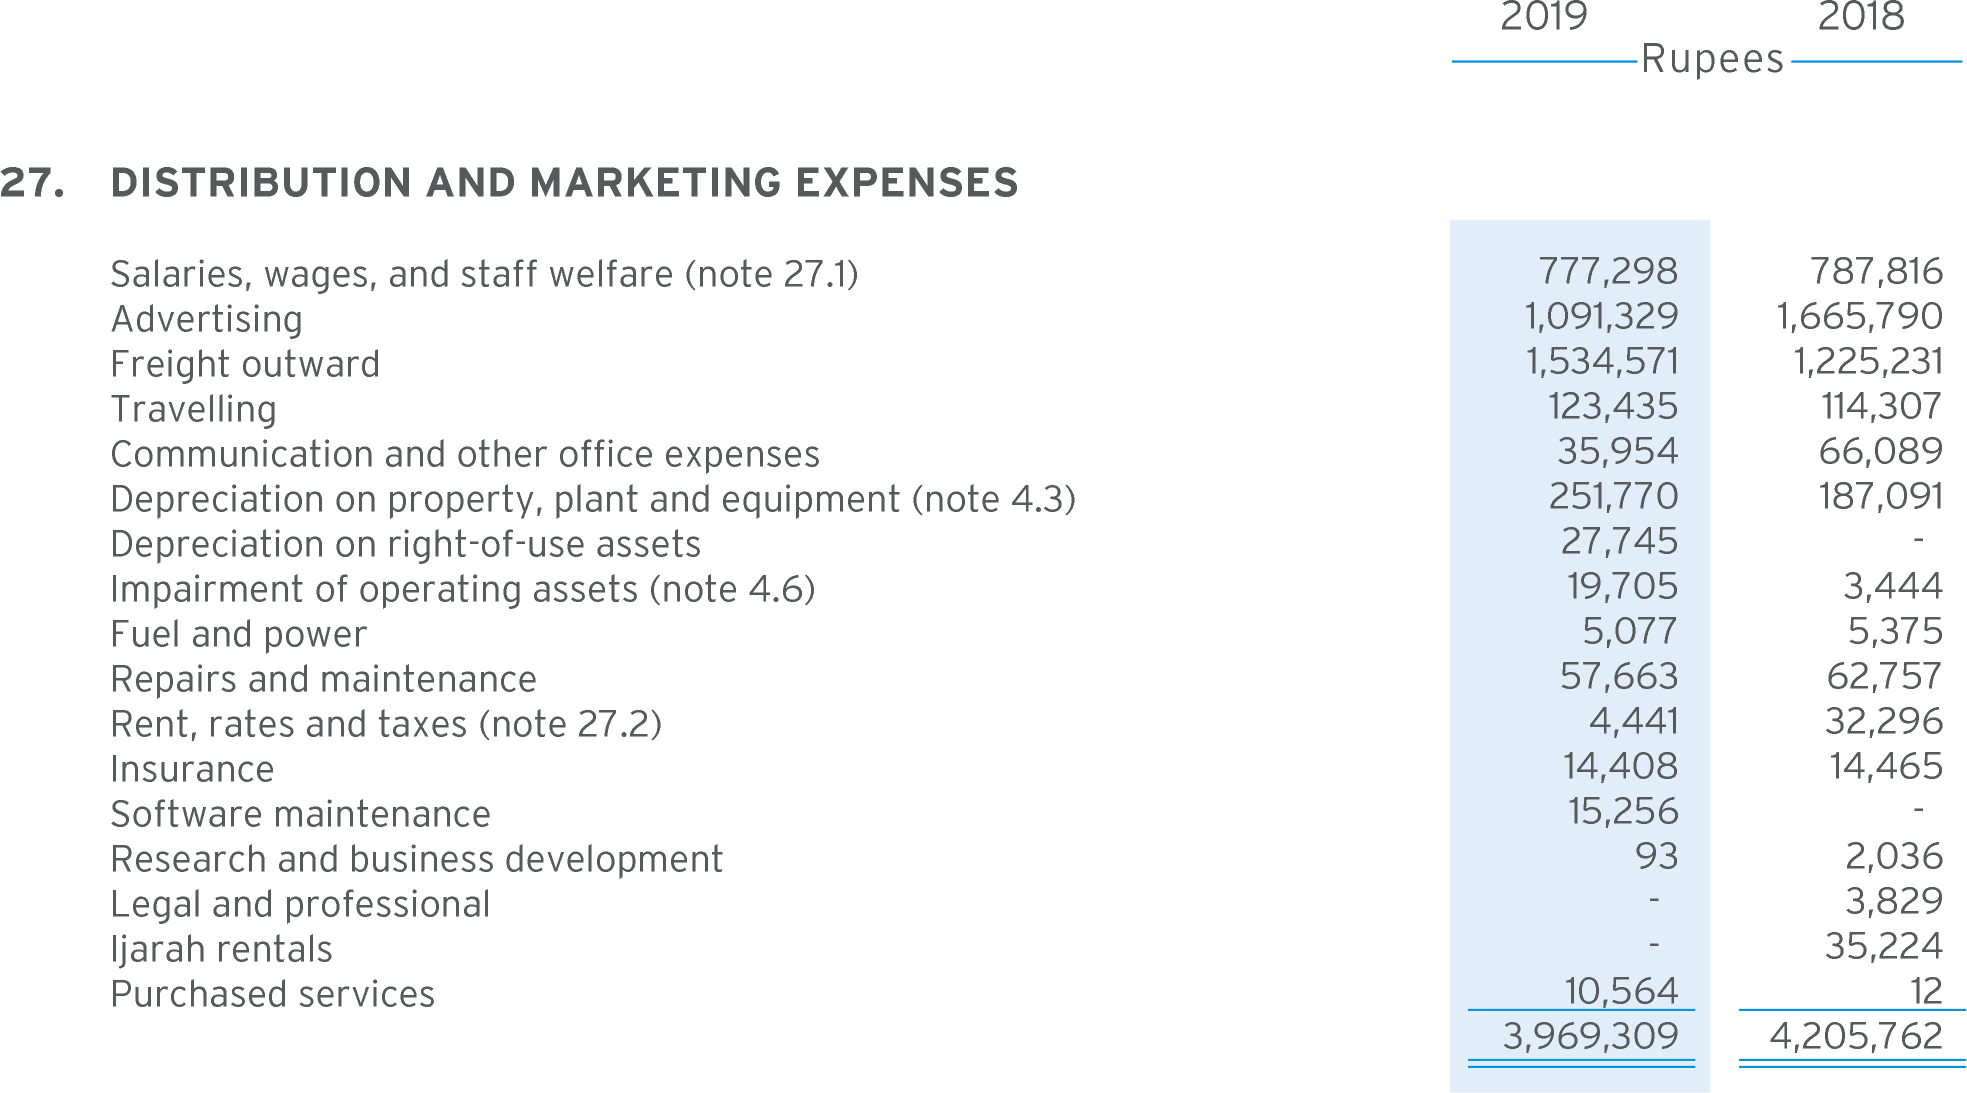 2019 2018
Rupees
27. DISTRIBUTION AND MARKETING EXPENSES
Salaries, wages, and staff welfare (note 27.1) 777,298 787,816
Advertising 1,091,329 1,665,790
Freight outward 1,534,571 1,225,231
Travelling 123,435 114,307
Communication and other office expenses 35,954 66,089
Depreciation on property, plant and equipment (note 4.3) 251,770 187,091
Depreciation on right-of-use assets 27,745 -
Impairment of operating assets (note 4.6) 19,705 3,444
Fuel and power 5,077 5,375
Repairs and maintenance 57,663 62,757
Rent, rates and taxes (note 27.2) 4,441 32,296
Insurance 14,408 14,465
Software maintenance 15,256 -
Research and business development 93 2,036
Legal and professional - 3,829
Ijarah rentals - 35,224
Purchased services 10,564 12
3,969,309 4,205,762